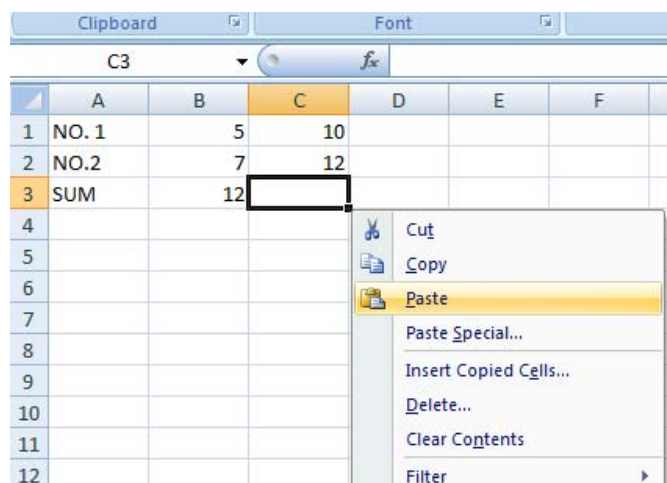 Clipboard Font
C3 fx
A B C D E F
1 NO. 1 5 10
2 NO.2 7 12
3 SUM 12
4
Cut
5
Copy
6
Paste
7
Paste Special...
8
Insert Copied Cells...
9
Delete...
10
Clear Contents
11
Filter
12